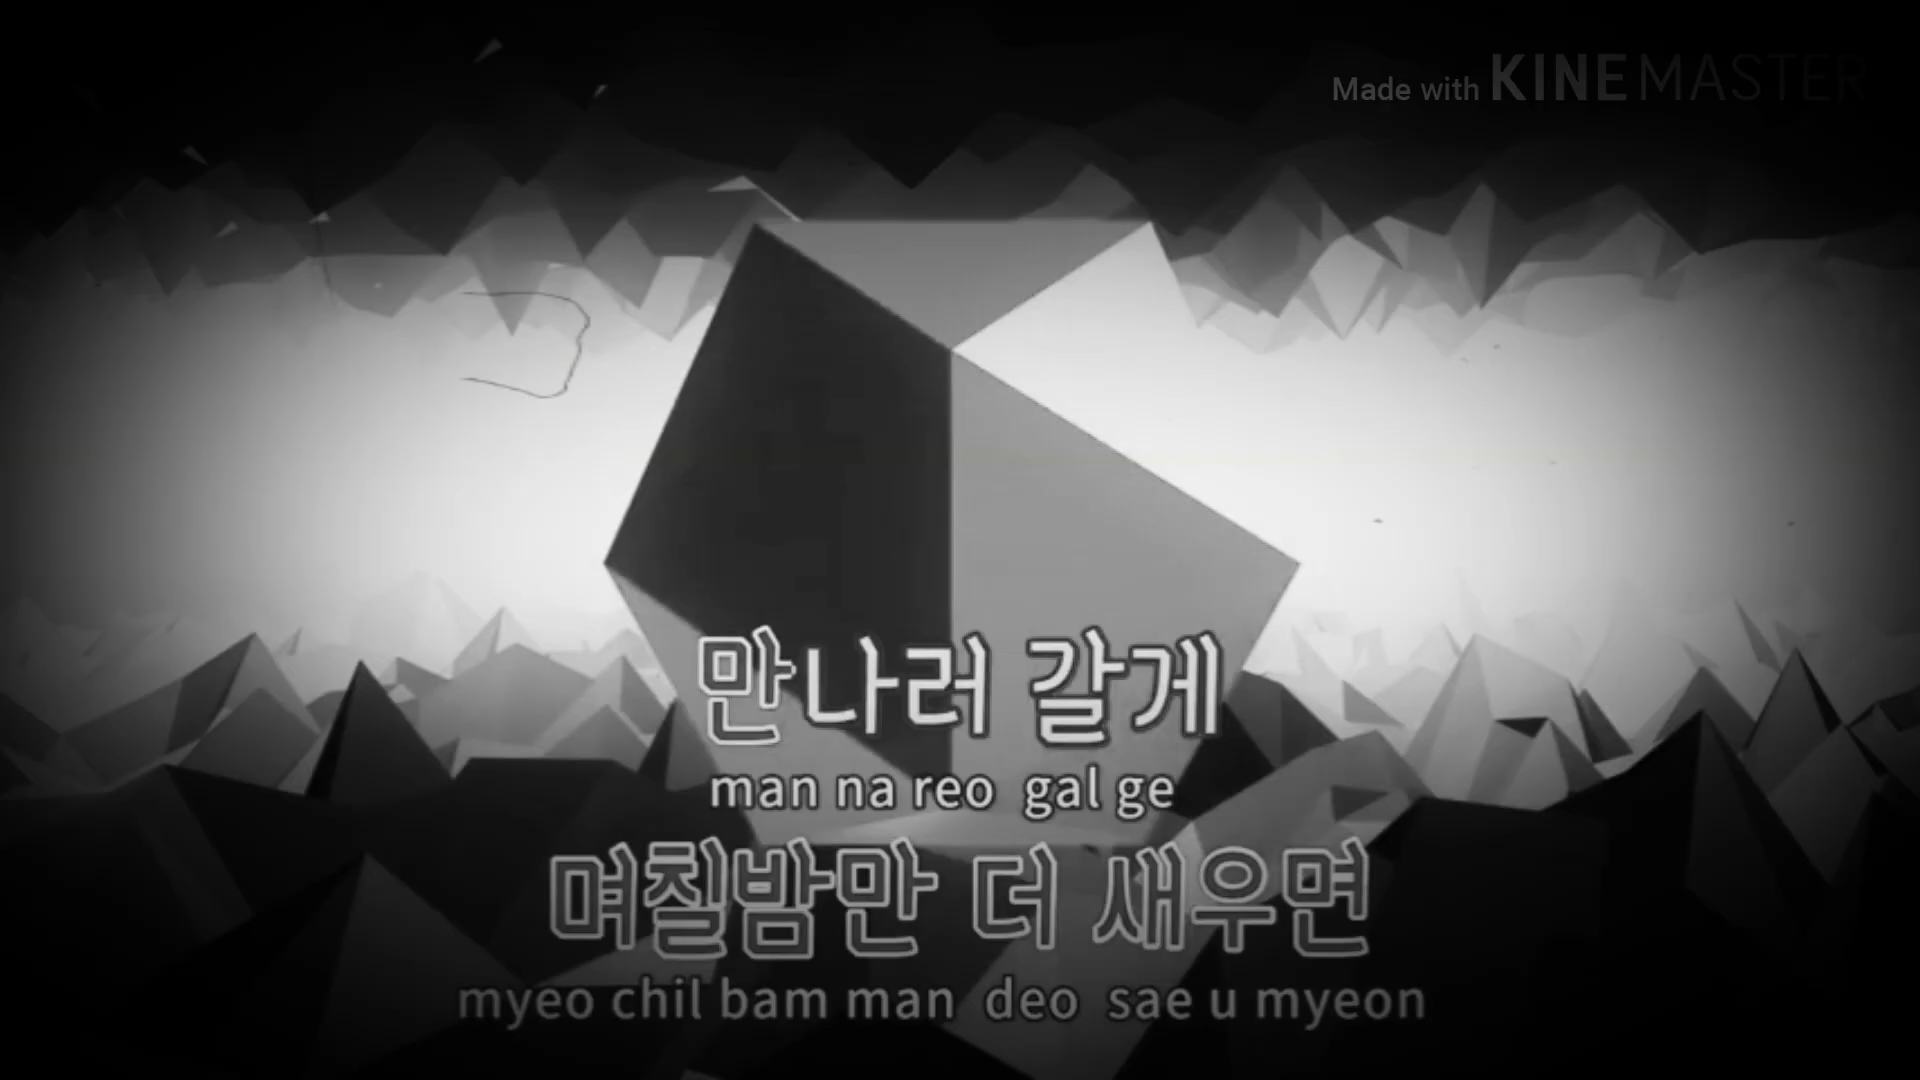 Made with KINEMASTER
만나러 갈게
man na reo gal ge
며칠밤만 더 새우면
myeo chil bam man deo sae u myeon